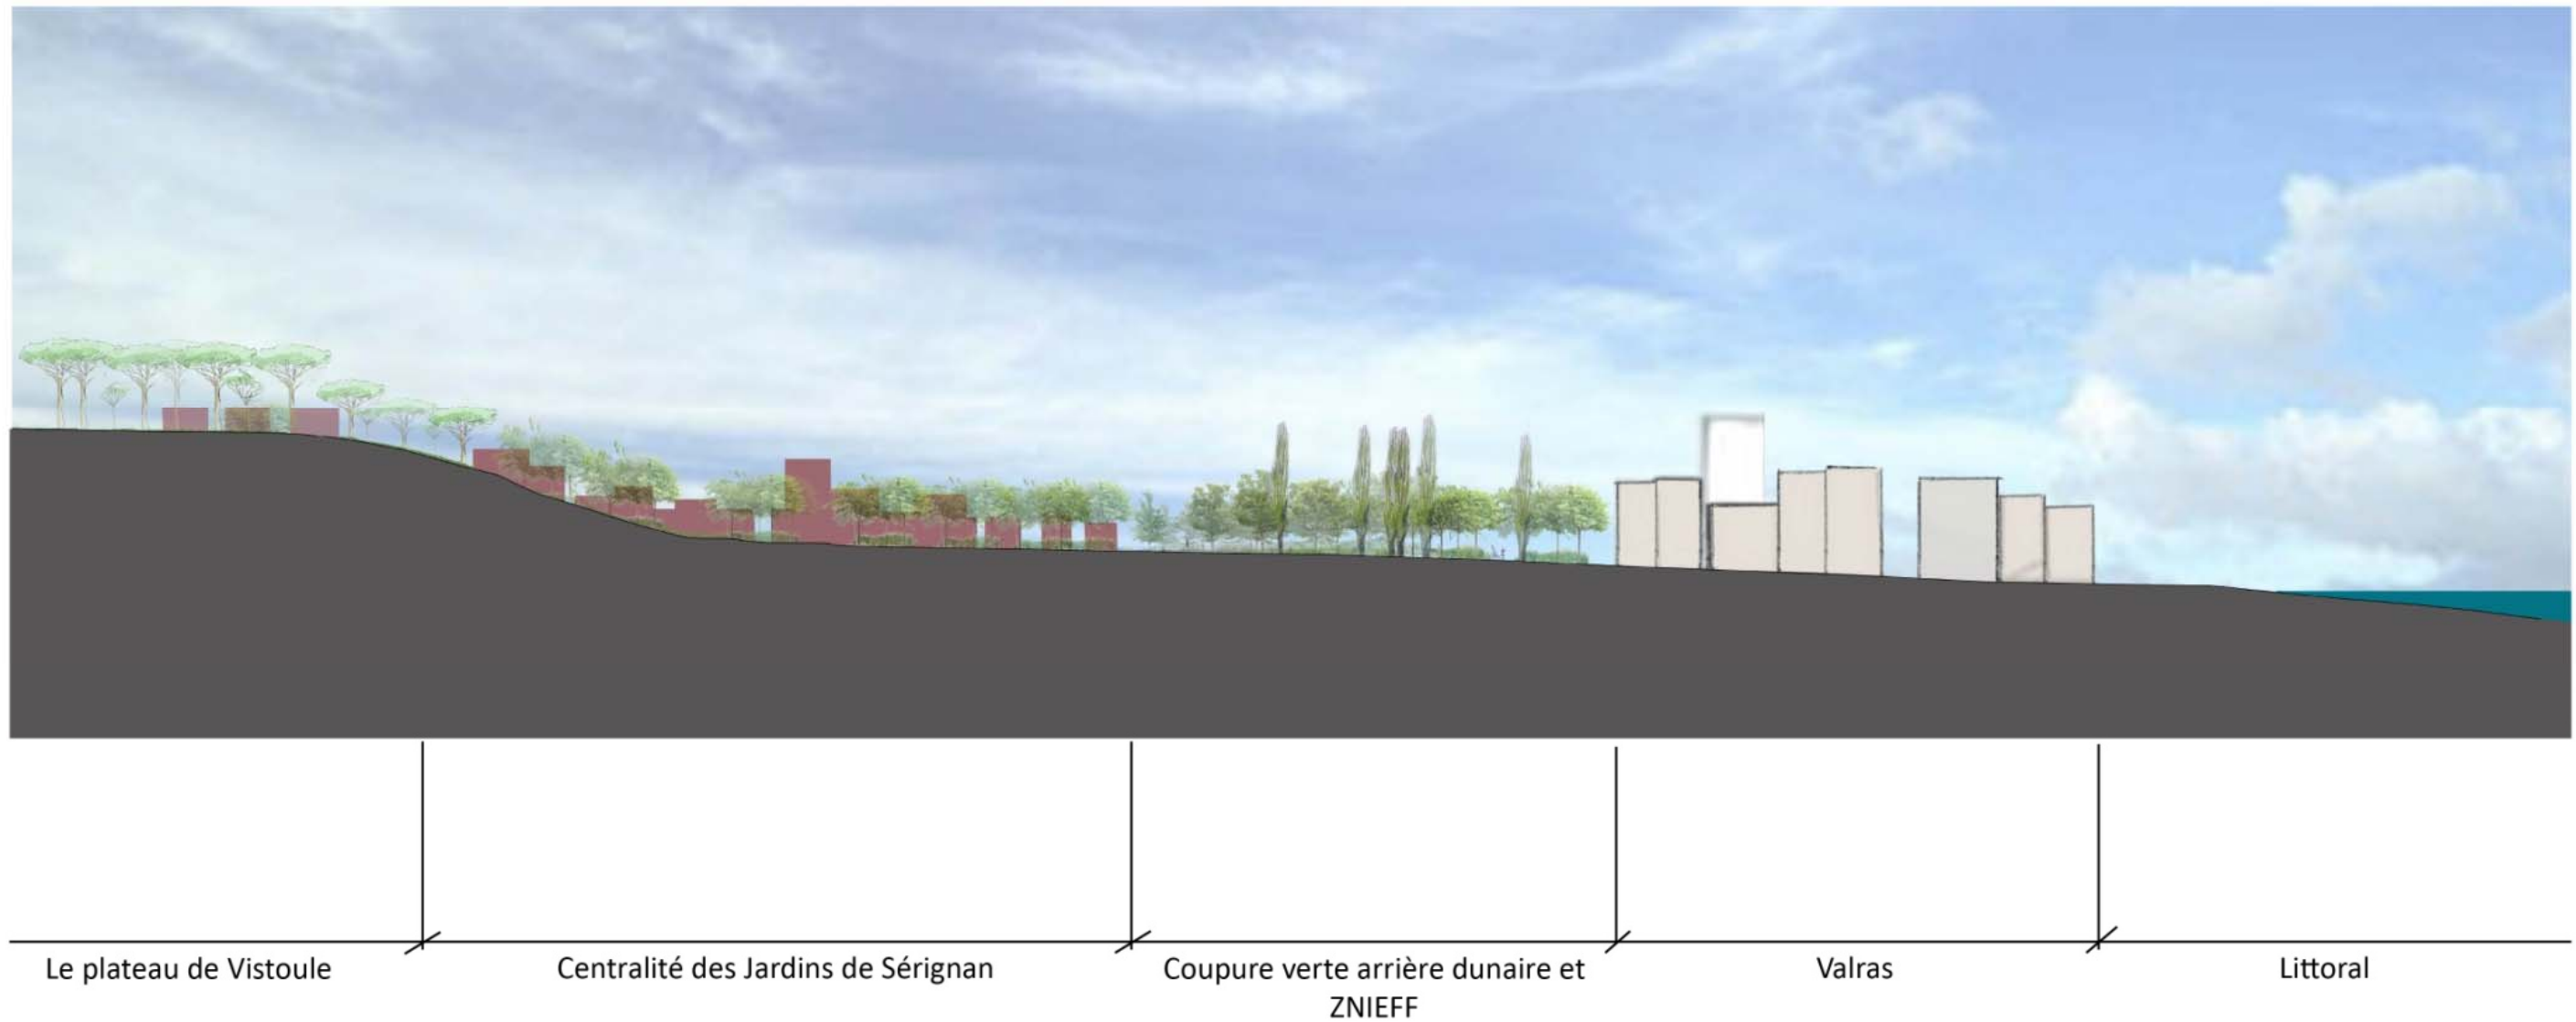 Le plateau de Vistoule
Centralité des Jardins de Sérignan
Coupure verte arrière dunaire et
ZNIEFF
Valras
Littoral